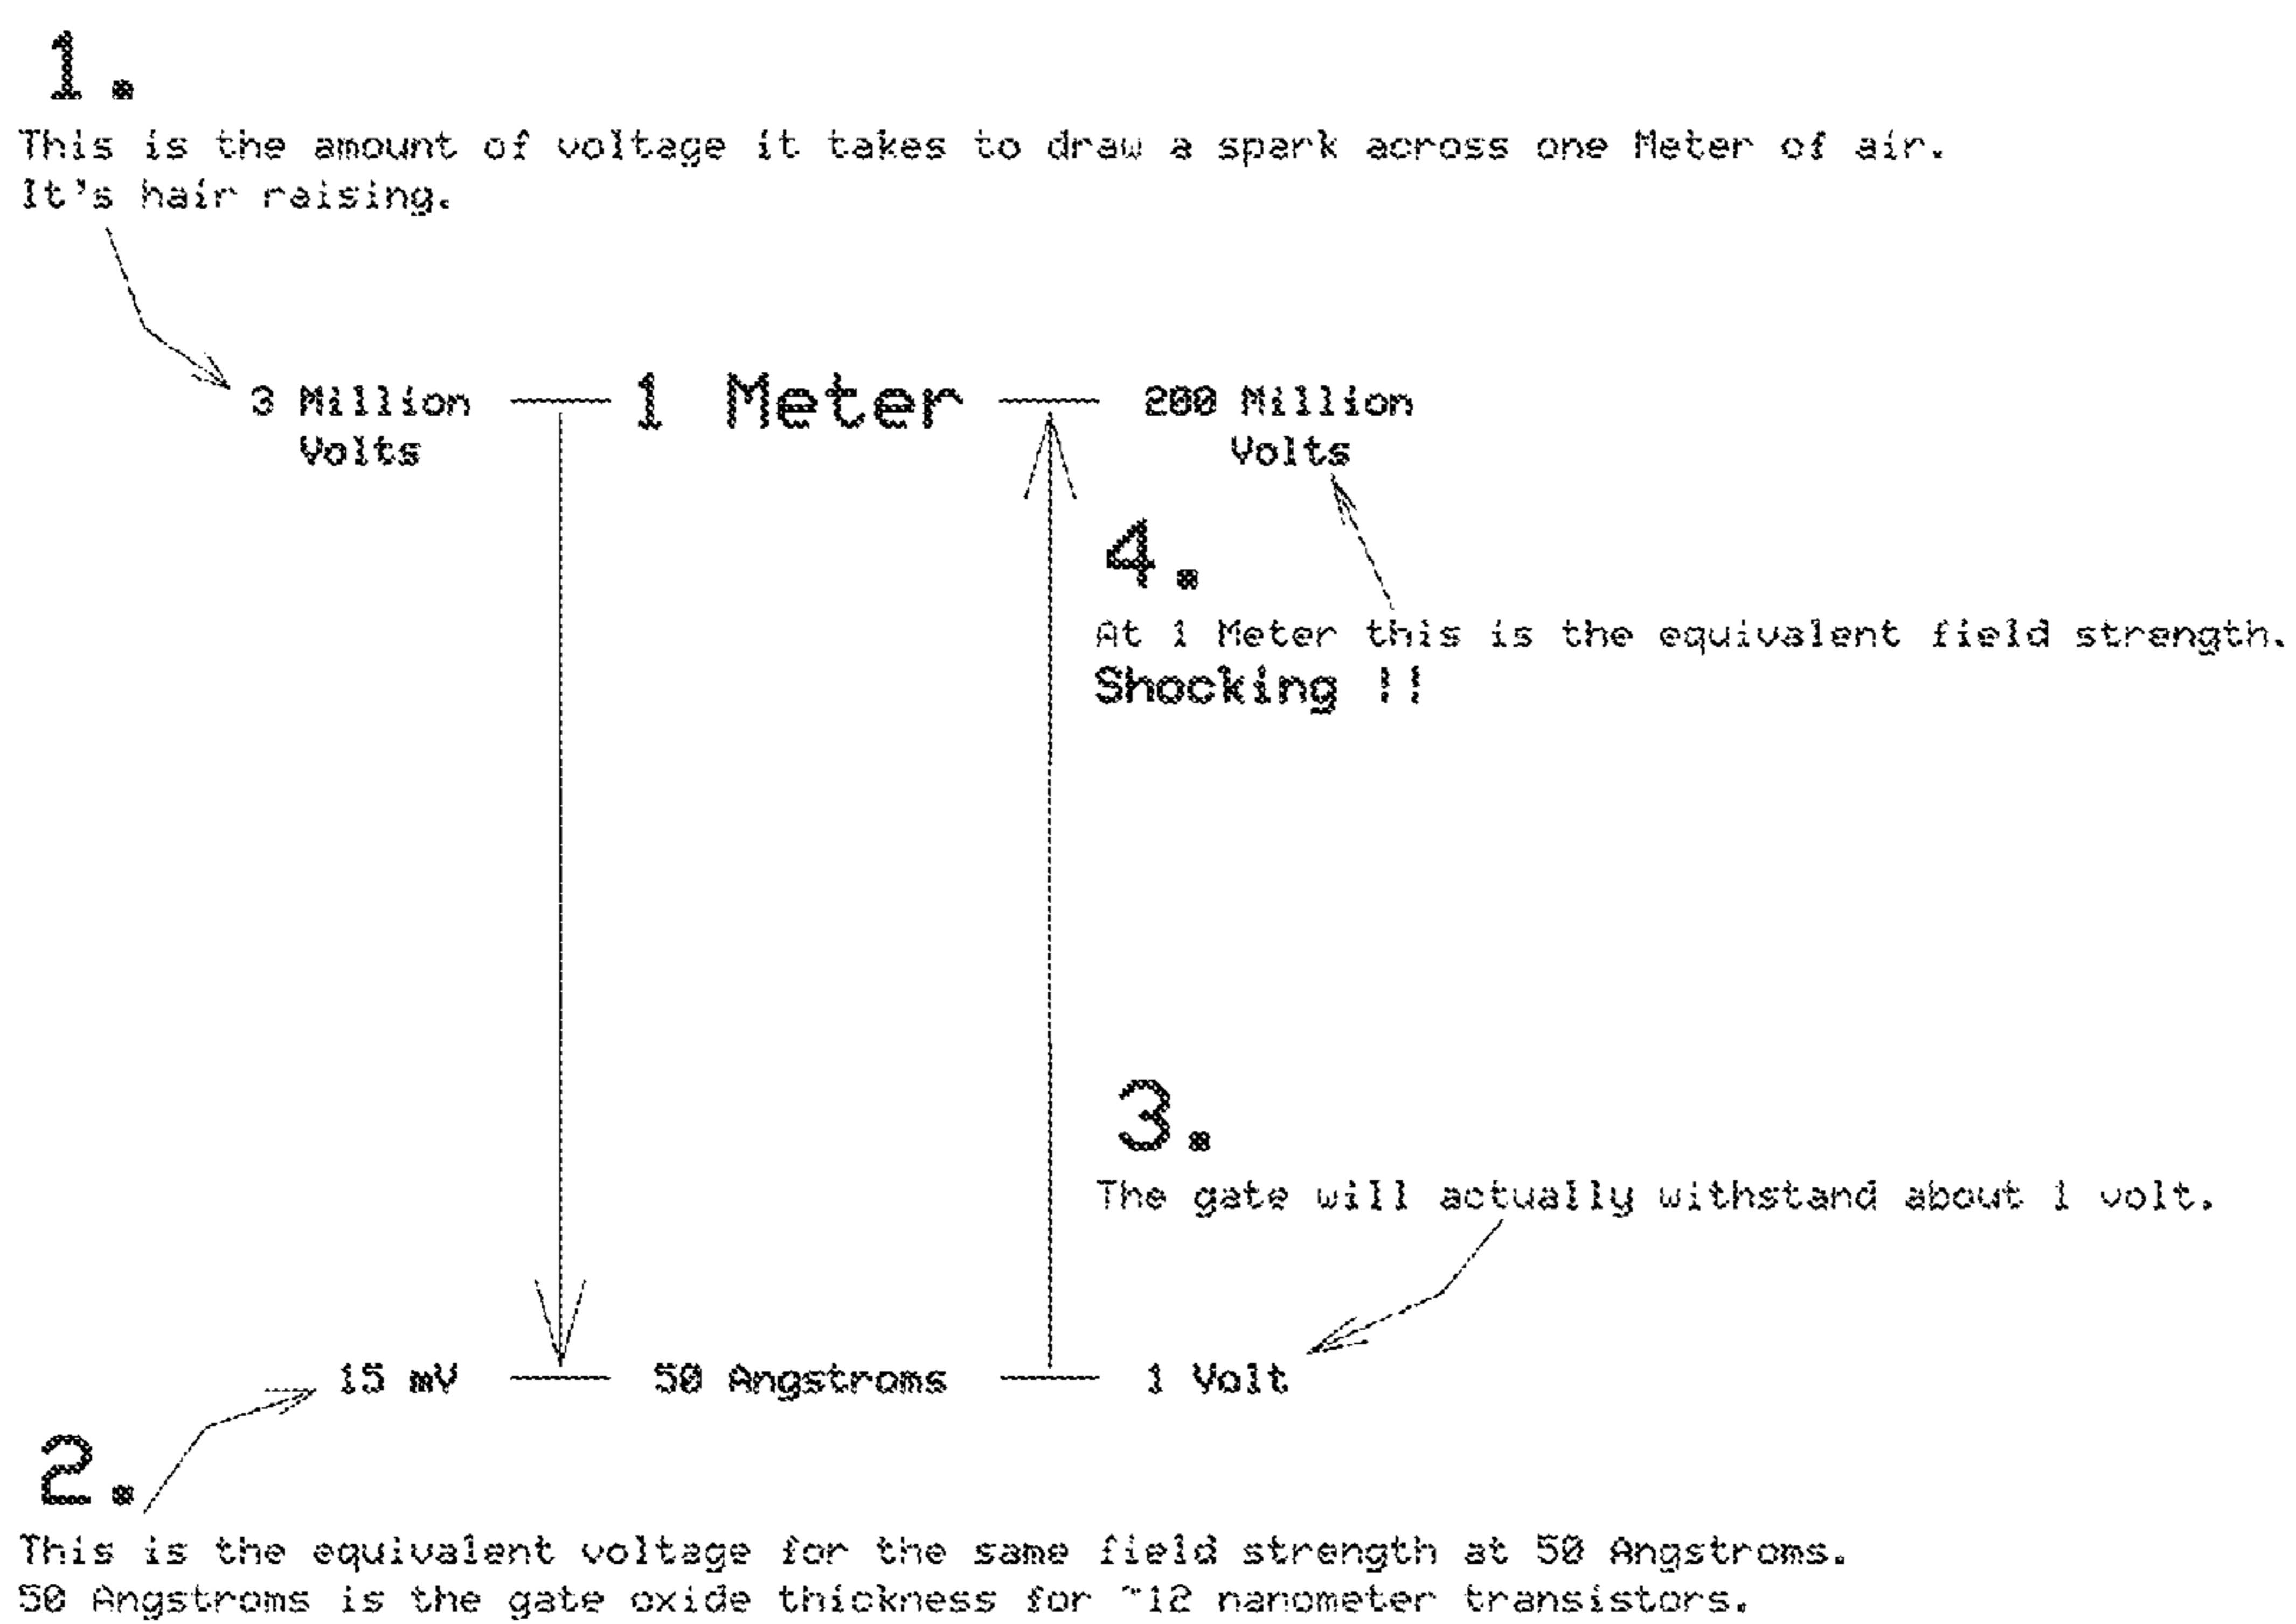 1.
This is the amount of voltage it takes to draw a spark across one Meter of air.
It's hair raising.
3 Million
Volts
1 Meter
200 Million
Volts
4.
At 1 Meter this is the equivalent field strength.
Shocking !!
3.
The gate will actually withstand about 1 volt.
15 mV
50 Angstroms
1 Volt
2.
This is the equivalent voltage for the same field strength at 50 Angstroms.
50 Angstroms is the gate oxide thickness for ~12 nanometer transistors.